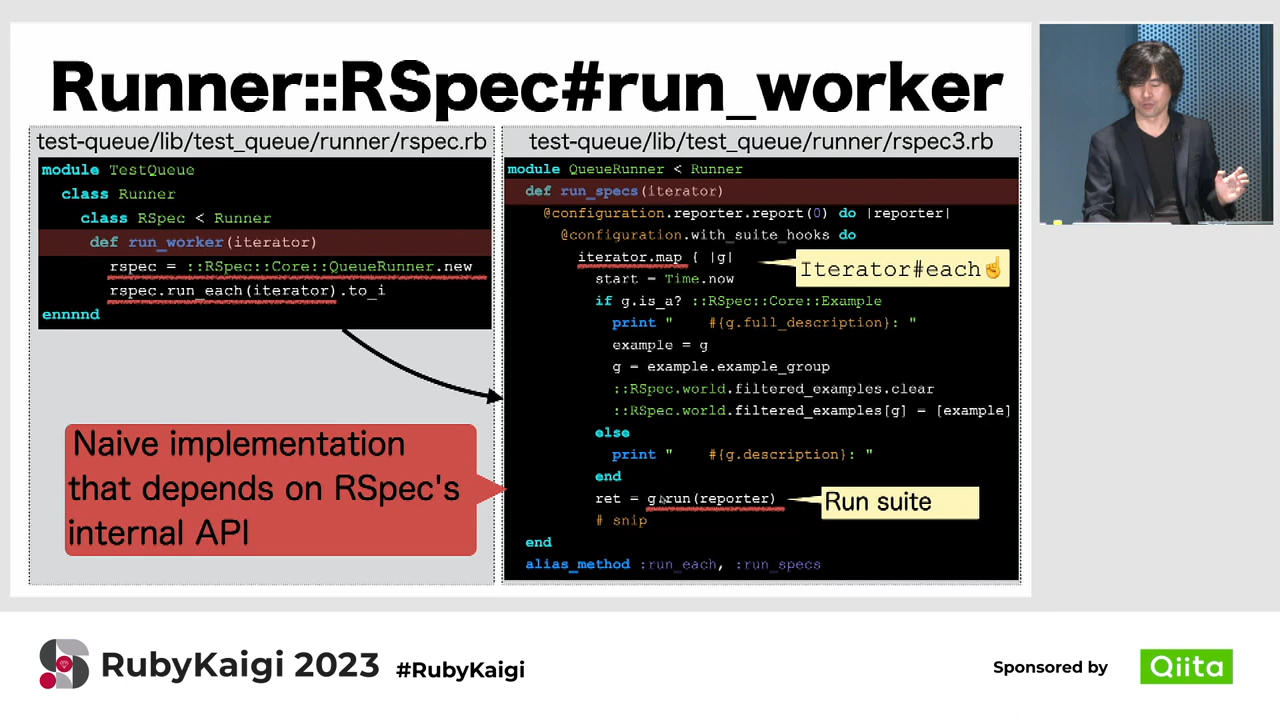 Runner::RSpec#run_worker
test-queue/lib/test_queue/runner/rspec.rb
module TestQueue
class Runner
class RSpec < Runner
def run_worker(iterator)
rspec = ::RSpec::Core::QueueRunner.new
rspec.run_each(iterator).to_i
ennnnd
Naive implementation
that depends on RSpec's
internal API
test-queue/lib/test_queue/runner/rspec3.rb
module QueueRunner < Runner
def run_specs(iterator)
@configuration.reporter.report(0) do |reporter|
@configuration.with_suite_hooks do
iterator.map { |g|
Iterator#each☝
start = Time.now
if g.is_a? ::RSpec::Core::Example
print "    #{g.full_description}: "
example = g
g = example.example_group
::RSpec.world.filtered_examples.clear
::RSpec.world.filtered_examples[g] = [example]
else
print "    #{g.description}: "
end
ret = g.run(reporter)
Run suite
# snip
end
alias_method :run_each, :run_specs
RubyKaigi 2023 #RubyKaigi
Sponsored by Qiita